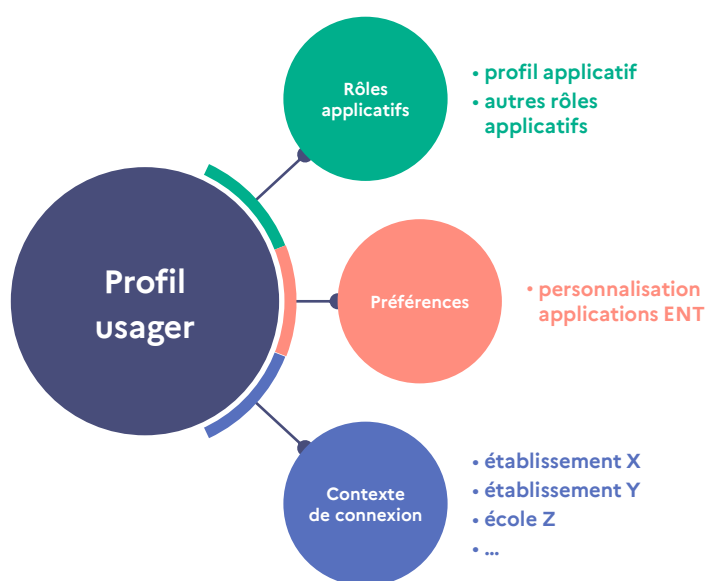 Rôles
applicatifs
• profil applicatif
• autres rôles
applicatifs
Profil
usager
Préférences
• personnalisation
applications ENT
Contexte
de connexion
• établissement X
• établissement Y
• école Z
• ...